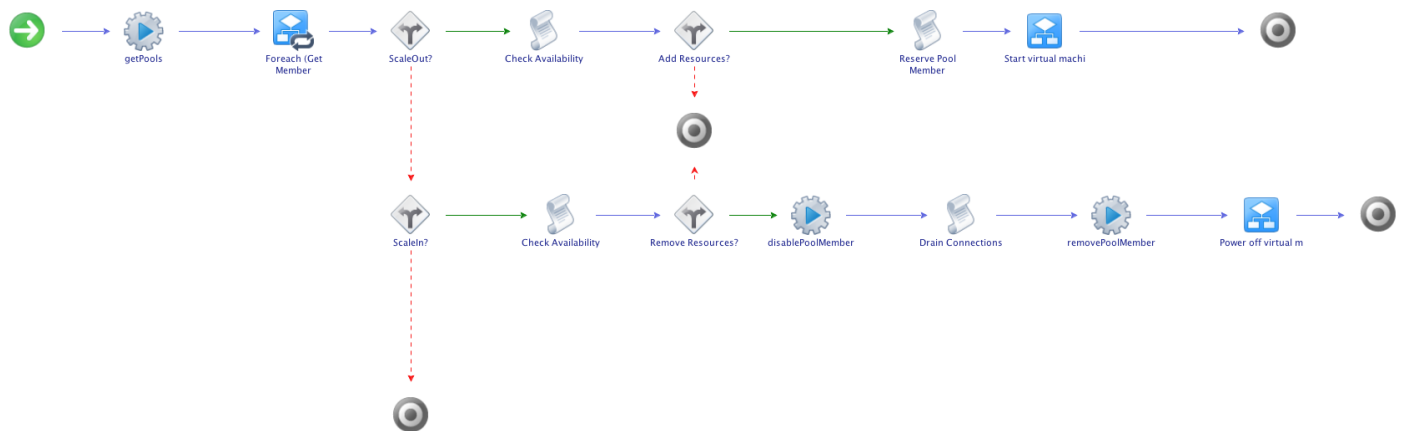 getPools
Foreach (Get
Member
ScaleOut?
Check Availability
Add Resources?
Reserve Pool
Member
Start virtual machi
ScaleIn?
Check Availability
Remove Resources?
disablePoolMember
Drain Connections
removePoolMember
Power off virtual m